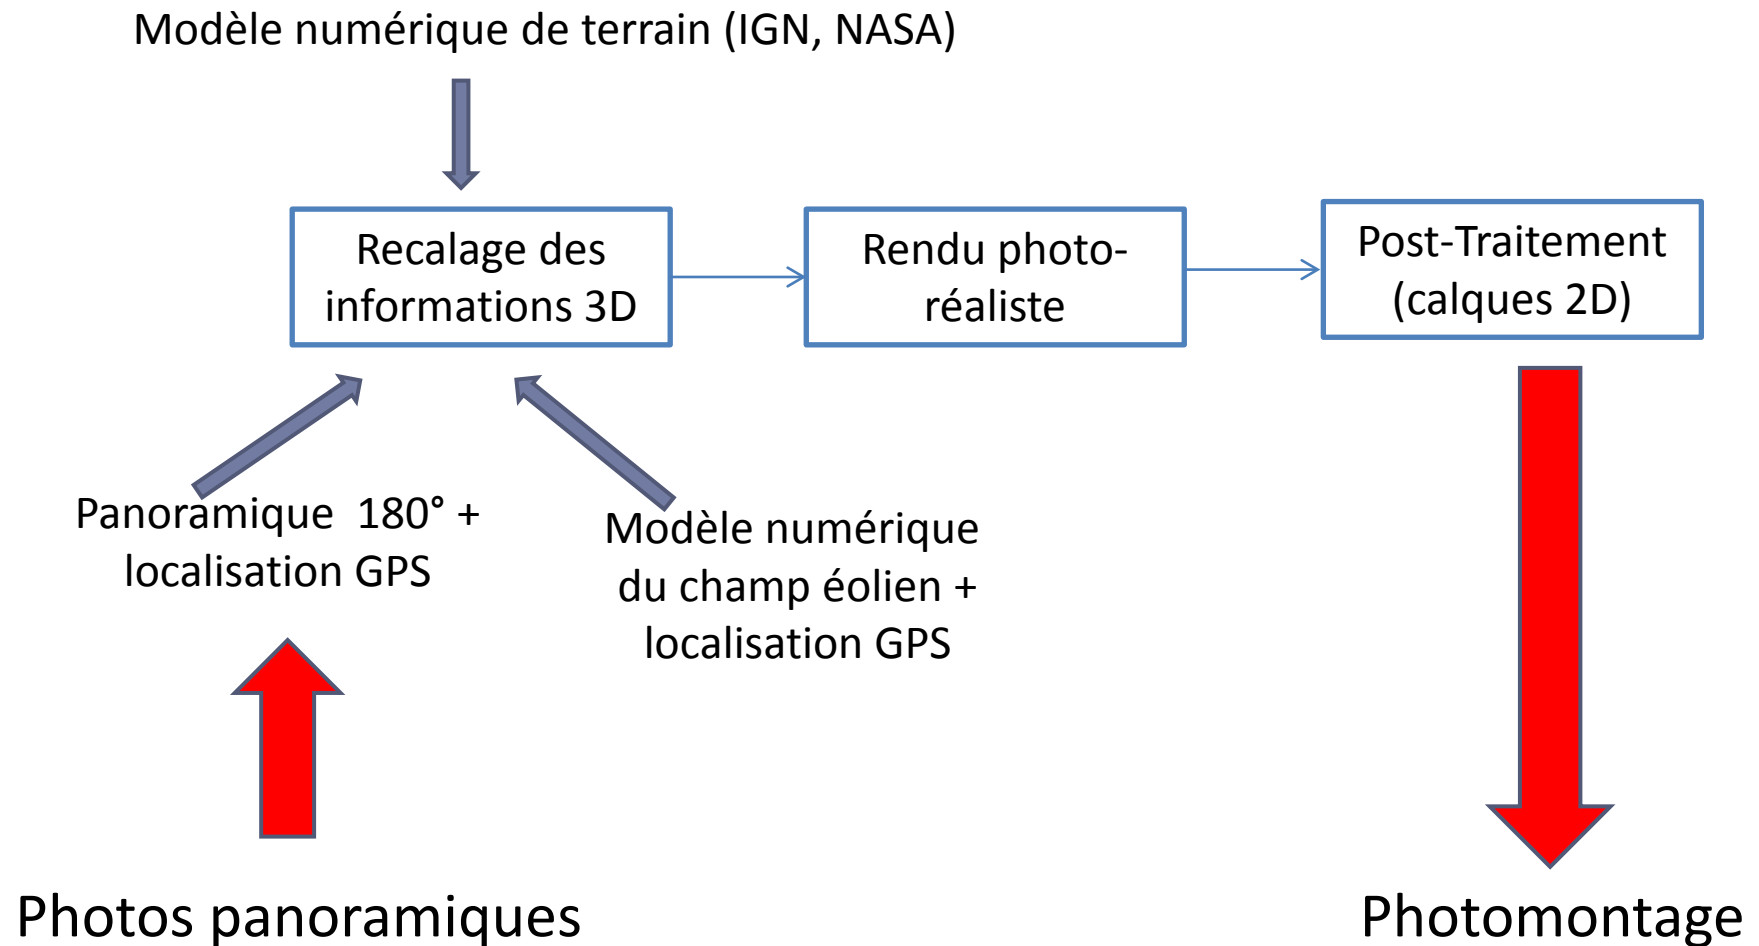 Modèle numérique de terrain (IGN, NASA)
Recalage des
informations 3D
Rendu photo-
réaliste
Post-Traitement
(calques 2D)
Panoramique 180° +
localisation GPS
Modèle numérique
du champ éolien +
localisation GPS
Photos panoramiques
Photomontage